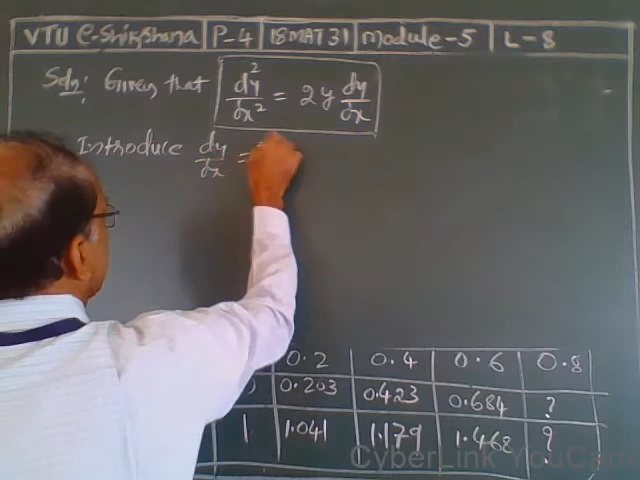 VTU e-Shikshana | P-4 | 18MAT31 | Module-5 | L-8
Soln: Given that d²y/dx² = 2y dy/dx
Introduce dy/dx =
0.2 0.4 0.6 0.8
0 0.203 0.423 0.684 ?
1 1.041 1.179 1.468 ?
CyberLink YouCam